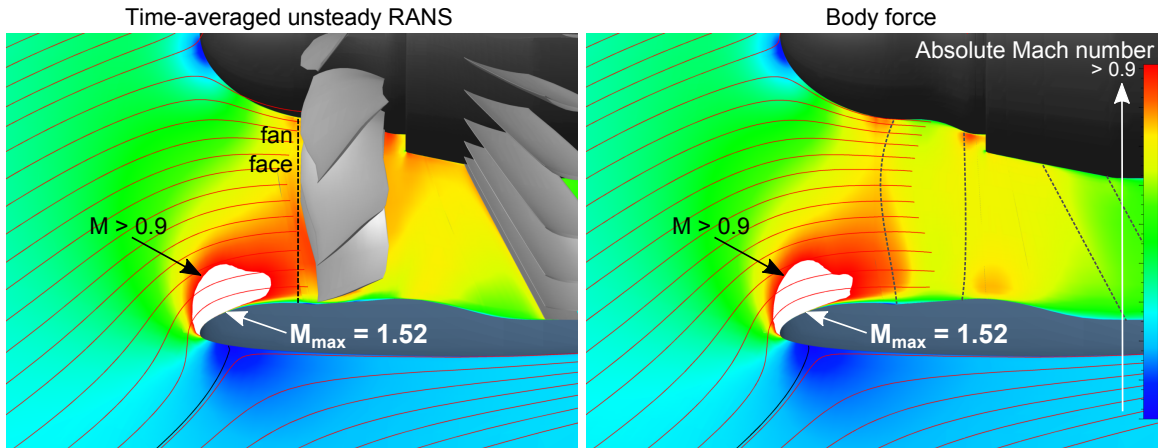 Time-averaged unsteady RANS
Body force
Absolute Mach number
> 0.9
fan
face
M > 0.9
M > 0.9
Mmax = 1.52
Mmax = 1.52